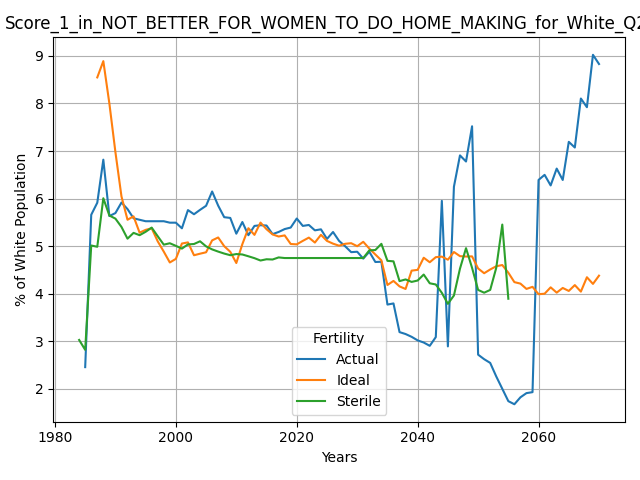 Score_1_in_NOT_BETTER_FOR_WOMEN_TO_DO_HOME_MAKING_for_White_Q2
9
8
7
6
5
4
3
2
% of White Population
1980
2000
2020
2040
2060
Years
Fertility
Actual
Ideal
Sterile